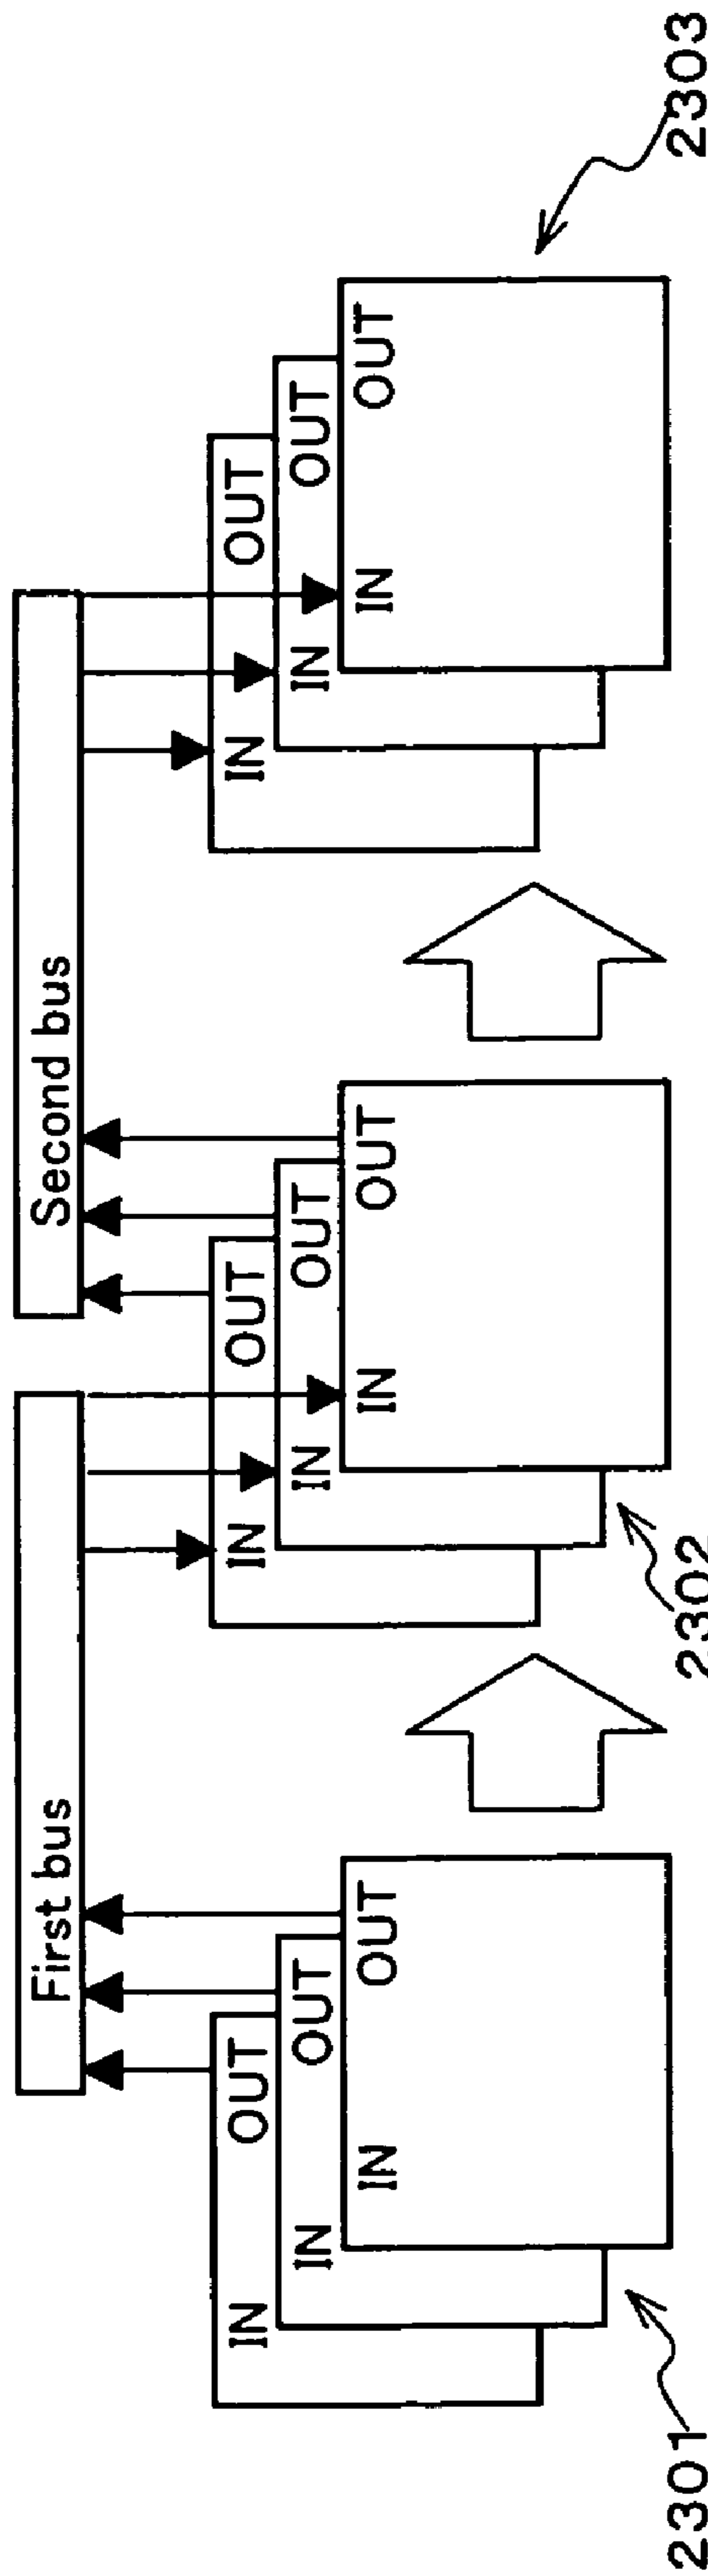 First bus
Second bus
IN OUT
IN OUT
IN OUT
IN OUT
IN OUT
IN OUT
IN OUT
IN OUT
IN OUT
2301
2302
2303